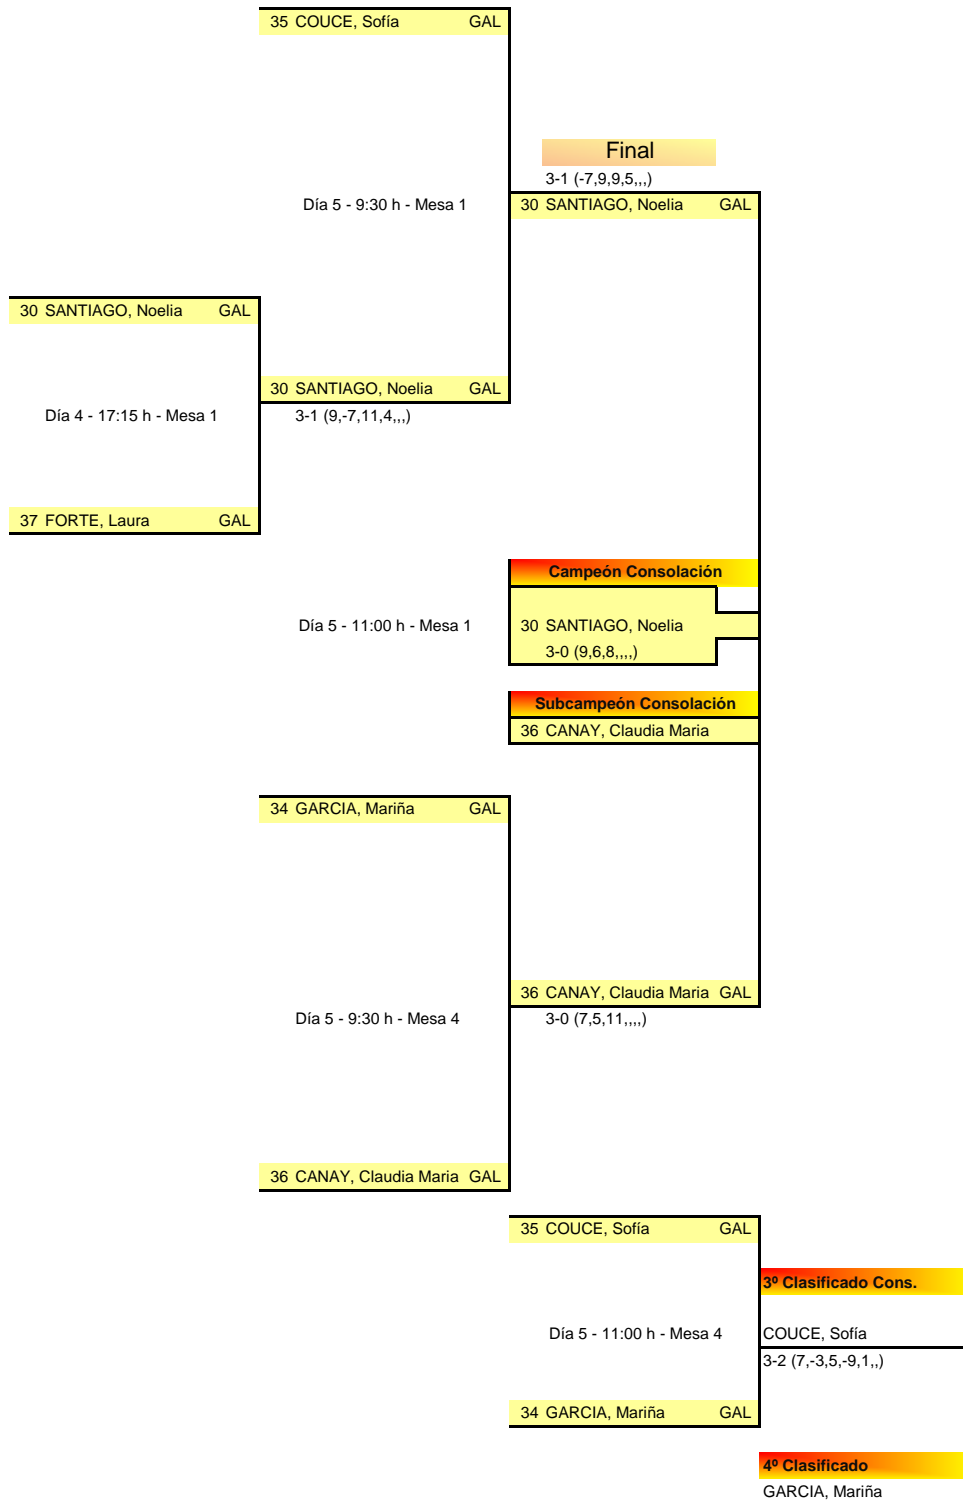 35 COUCE, Sofía GAL
Final
3-1 (-7,9,9,5,,,)
Día 5 - 9:30 h - Mesa 1
30 SANTIAGO, Noelia GAL
30 SANTIAGO, Noelia GAL
30 SANTIAGO, Noelia GAL
Día 4 - 17:15 h - Mesa 1
3-1 (9,-7,11,4,,,)
37 FORTE, Laura GAL
Campeón Consolación
Día 5 - 11:00 h - Mesa 1
30 SANTIAGO, Noelia
3-0 (9,6,8,,,,)
Subcampeón Consolación
36 CANAY, Claudia Maria
34 GARCIA, Mariña GAL
36 CANAY, Claudia Maria GAL
Día 5 - 9:30 h - Mesa 4
3-0 (7,5,11,,,,)
36 CANAY, Claudia Maria GAL
35 COUCE, Sofía GAL
3º Clasificado Cons.
Día 5 - 11:00 h - Mesa 4
COUCE, Sofía
3-2 (7,-3,5,-9,1,,)
34 GARCIA, Mariña GAL
4º Clasificado
GARCIA, Mariña